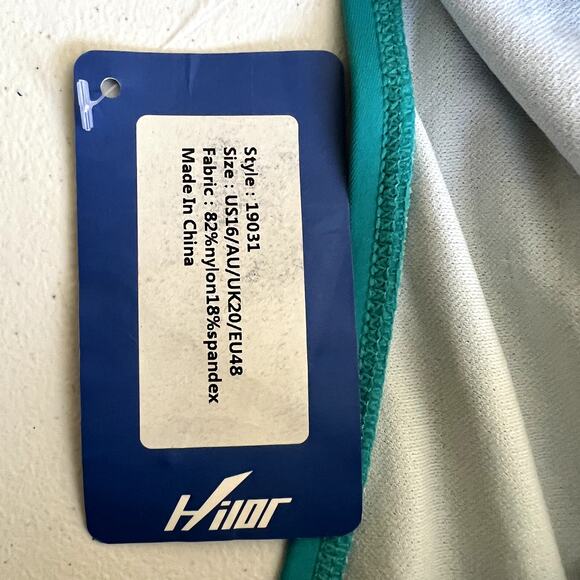 Style : 19031
Size : US16/AU/UK20/EU48
Fabric : 82%nylon18%spandex
Made In China
Hilor